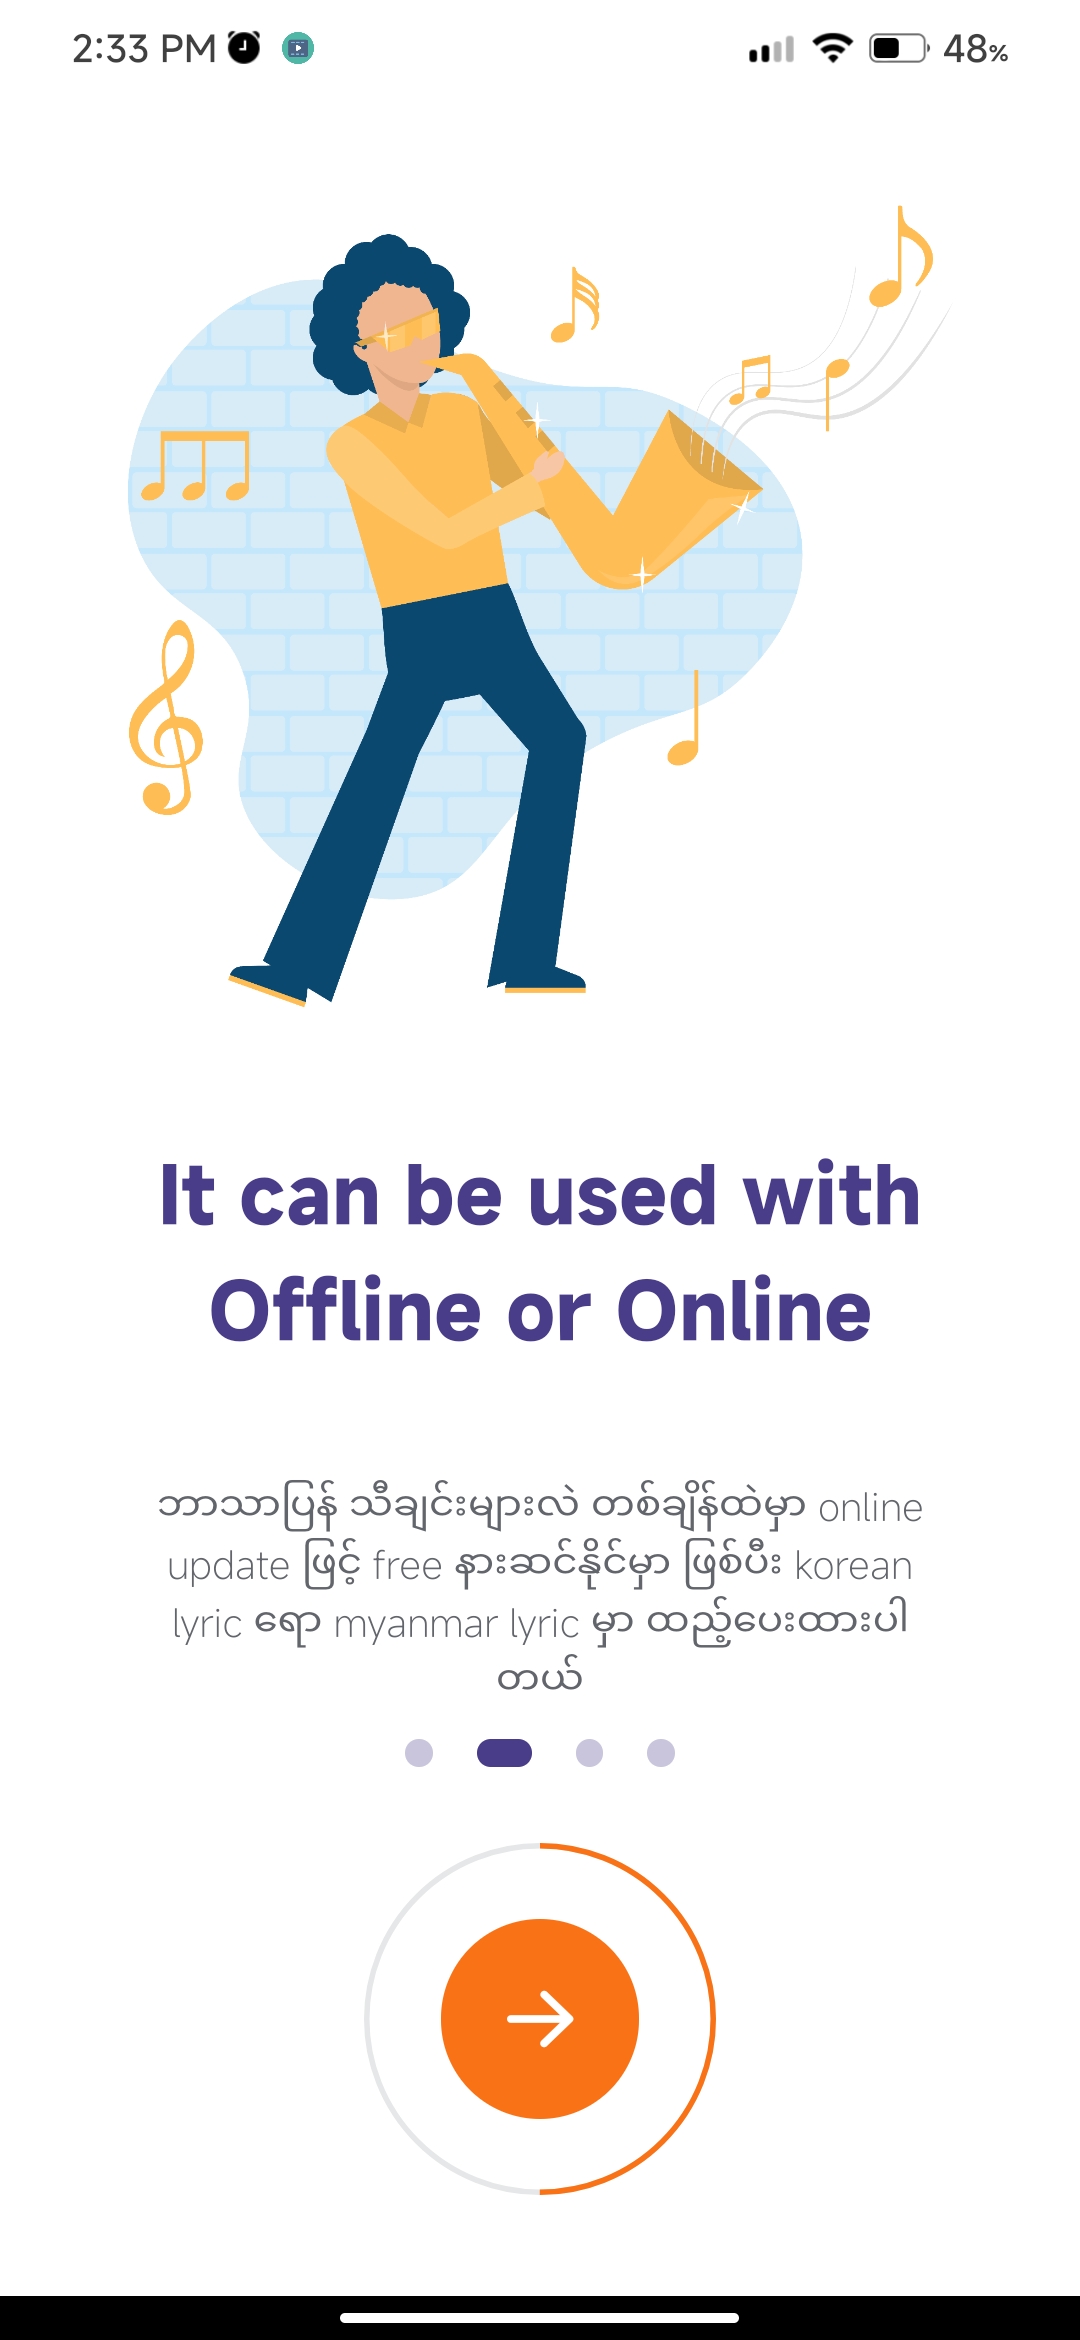 2:33 PM
48%
It can be used with
Offline or Online
ဘာသာပြန် သီချင်းများလဲ တစ်ချိန်ထဲမှာ online
update ဖြင့် free နားဆင်နိုင်မှာ ဖြစ်ပီး korean
lyric ရော myanmar lyric မှာ ထည့်ပေးထားပါ
တယ်